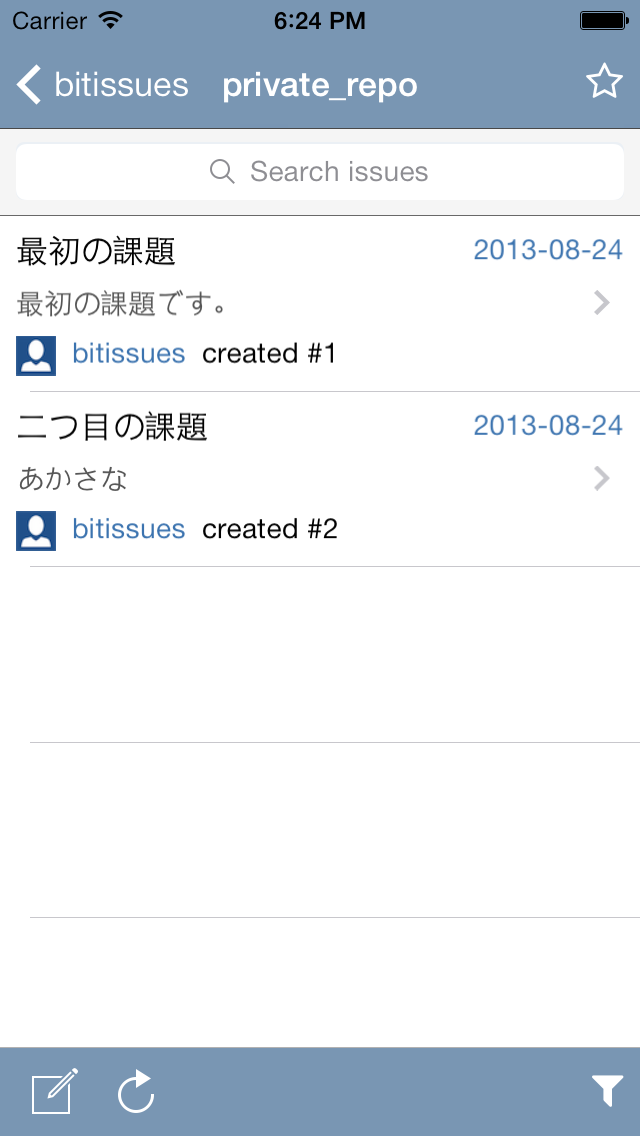 Carrier 6:24 PM
bitissues private_repo
Search issues
最初の課題 2013-08-24
最初の課題です。
bitissues created #1
二つ目の課題 2013-08-24
あかさな
bitissues created #2